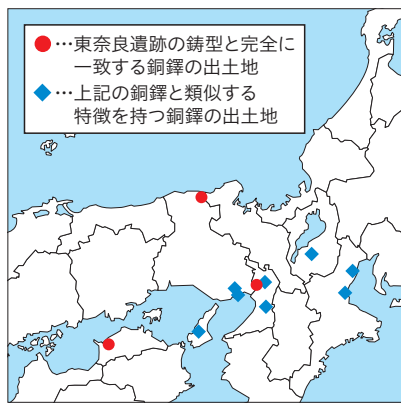 ●…東奈良遺跡の鋳型と完全に
一致する銅鐸の出土地
◆…上記の銅鐸と類似する
特徴を持つ銅鐸の出土地